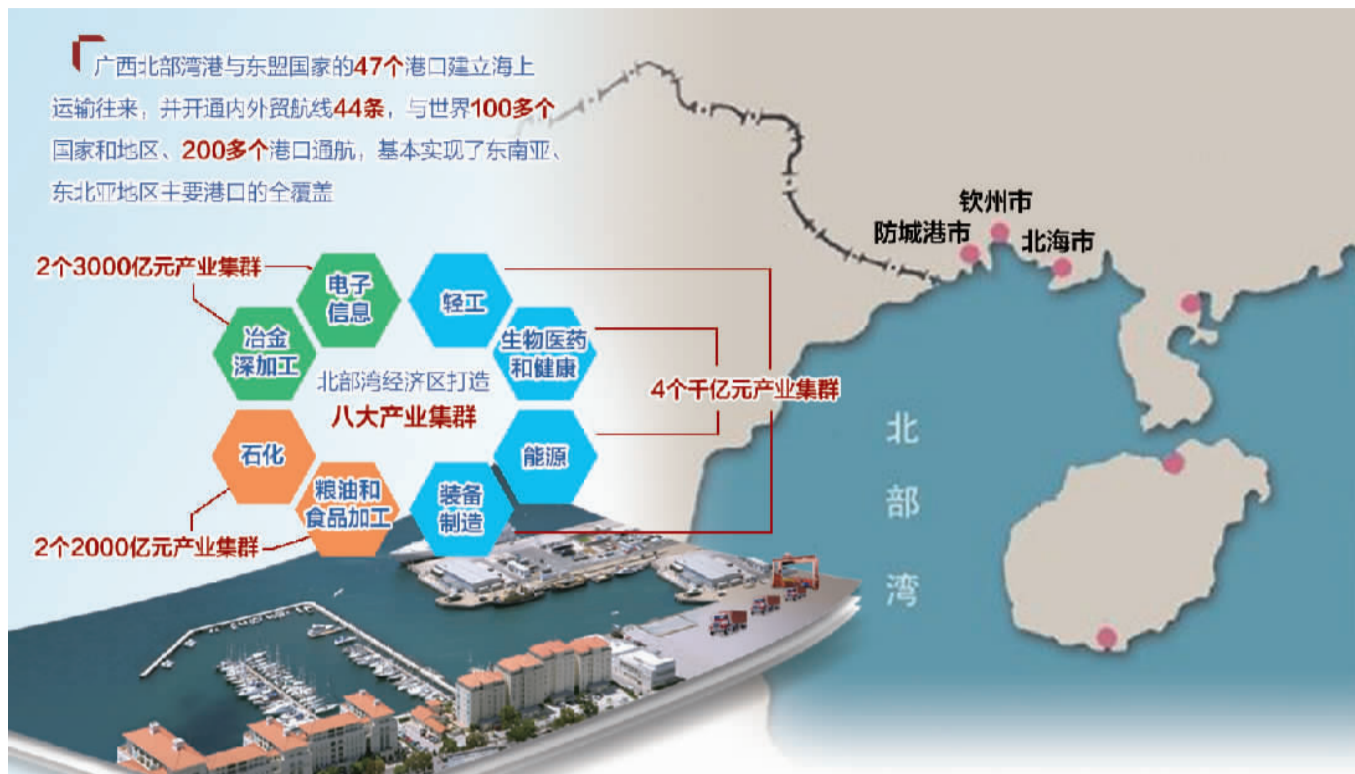 广西北部湾港与东盟国家的47个港口建立海上
运输往来，并开通内外贸航线44条，与世界100多个
国家和地区、200多个港口通航，基本实现了东南亚、
东北亚地区主要港口的全覆盖
钦州市
防城港市
北海市
2个3000亿元产业集群
电子
信息
轻工
冶金
深加工
生物医药
和健康
北部湾经济区打造
八大产业集群
4个千亿元产业集群
石化
能源
粮油和
食品加工
装备
制造
2个2000亿元产业集群
北
部
湾